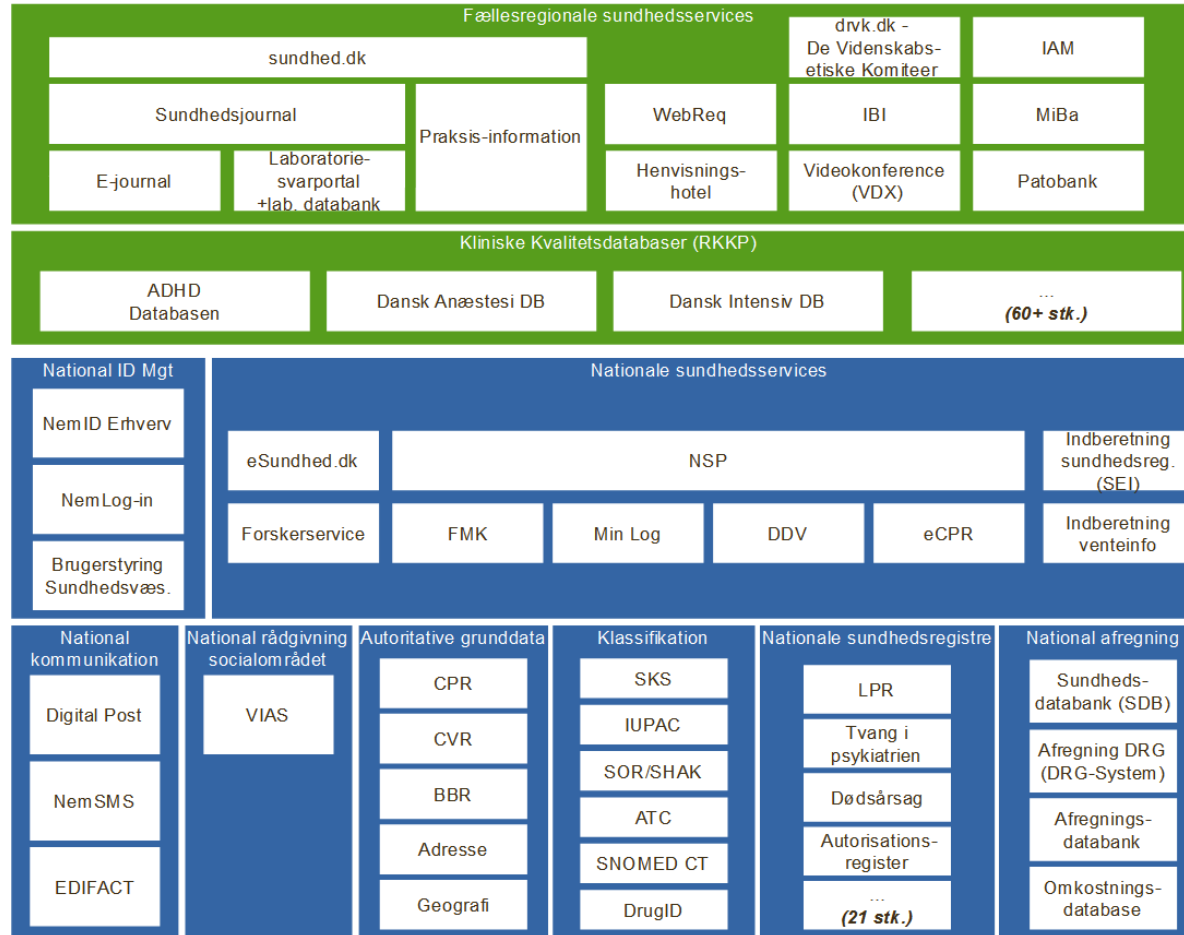 Fællesregionale sundhedsservices
sundhed.dk
drvk.dk -
De Videnskabs-
etiske Komiteer
IAM
Sundhedsjournal
Praksis-information
WebReq
IBI
MiBa
E-journal
Laboratorie-
svarportal
+lab. databank
Henvisnings-
hotel
Videokonference
(VDX)
Patobank
Kliniske Kvalitetsdatabaser (RKKP)
ADHD
Databasen
Dansk Anæstesi DB
Dansk Intensiv DB
...
(60+ stk.)
National ID Mgt
NemID Erhverv
NemLog-in
Brugerstyring
Sundhedsvæs.
Nationale sundhedsservices
eSundhed.dk
NSP
Indberetning
sundhedsreg.
(SEI)
Forskerservice
FMK
Min Log
DDV
eCPR
Indberetning
venteinfo
National
kommunikation
Digital Post
NemSMS
EDIFACT
National rådgivning
socialområdet
VIAS
Autoritative grunddata
CPR
CVR
BBR
Adresse
Geografi
Klassifikation
SKS
IUPAC
SOR/SHAK
ATC
SNOMED CT
DrugID
Nationale sundhedsregistre
LPR
Tvang i
psykiatrien
Dødsårsag
Autorisations-
register
...
(21 stk.)
National afregning
Sundheds-
databank (SDB)
Afregning DRG
(DRG-System)
Afregnings-
databank
Omkostnings-
database